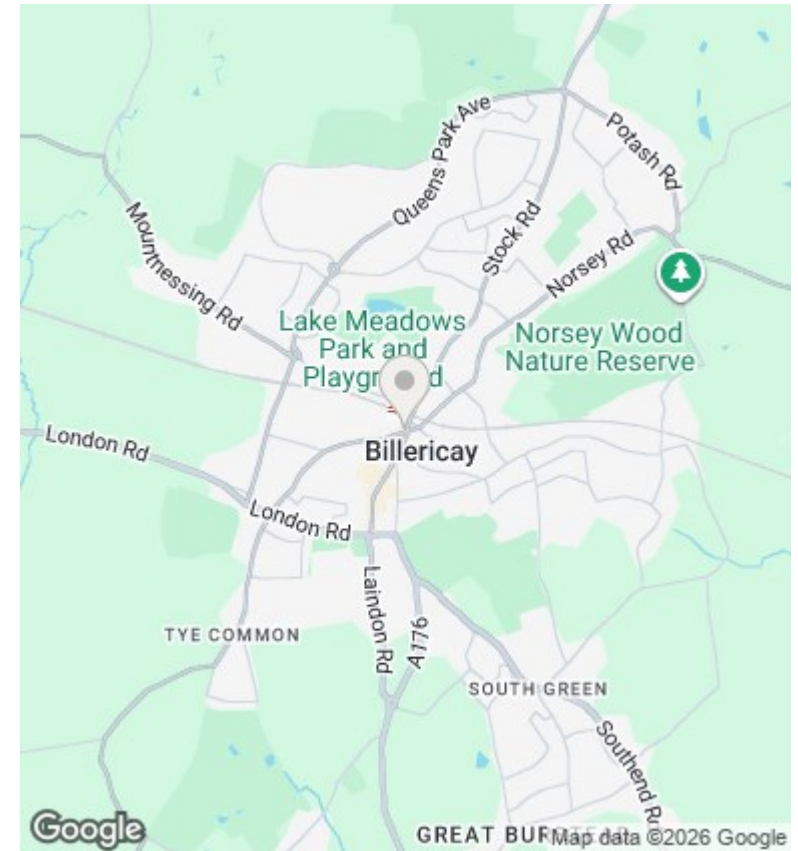 Queens Park Ave
Potash Rd
Stock Rd
Mountnessing Rd
Norsey Rd
Lake Meadows
Park and
Norsey Wood
Nature Reserve
Billericay
London Rd
London Rd
Laindon Rd
A176
TYE COMMON
SOUTH GREEN
Southend
Google
GREAT
Map data ©2026 Google